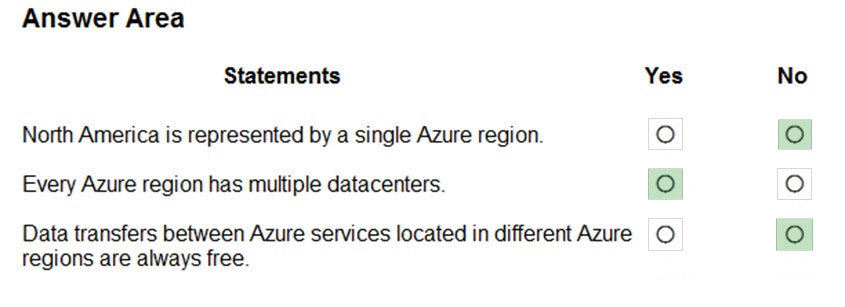 Answer Area
Statements Yes No
North America is represented by a single Azure region.
Every Azure region has multiple datacenters.
Data transfers between Azure services located in different Azure
regions are always free.